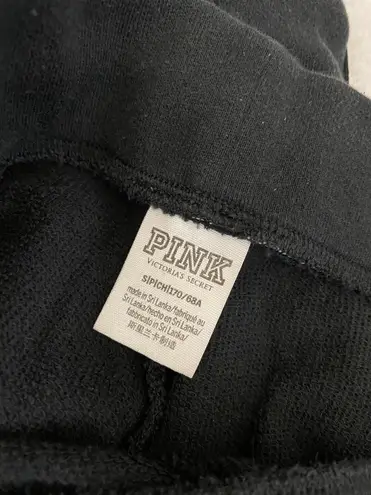 PINK
VICTORIA'S SECRET
S|P|CH|170/68A
made in Sri Lanka/fabriqué au
Sri Lanka/hecho en Sri Lanka/
fabricado em Sri Lanka/
斯里兰卡制造